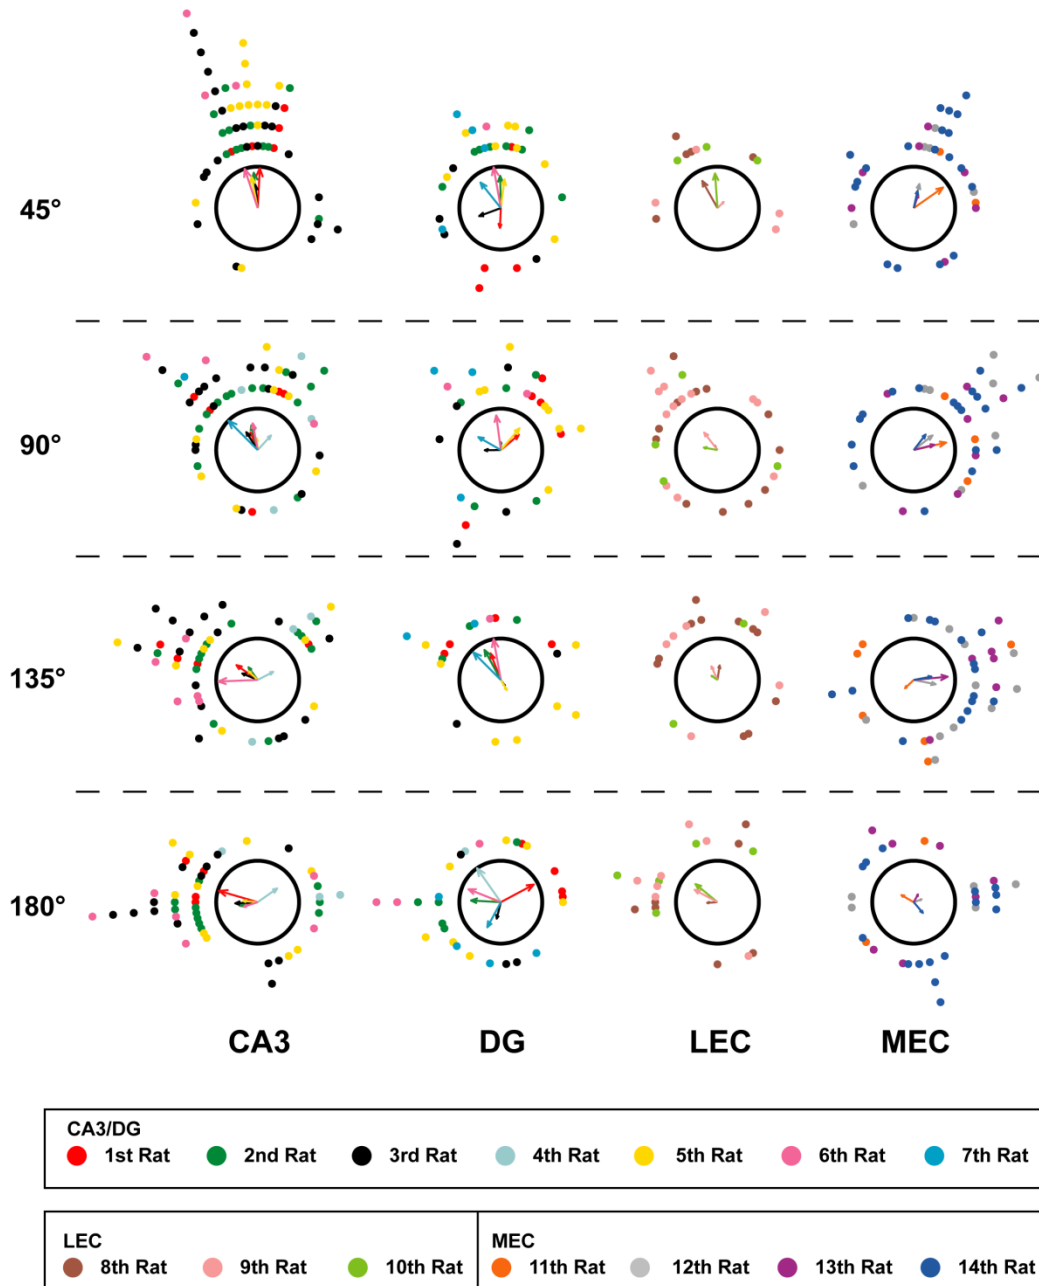 45°
90°
135°
180°
CA3 DG LEC MEC
CA3/DG
1st Rat 2nd Rat 3rd Rat 4th Rat 5th Rat 6th Rat 7th Rat
LEC MEC
8th Rat 9th Rat 10th Rat 11th Rat 12th Rat 13th Rat 14th Rat